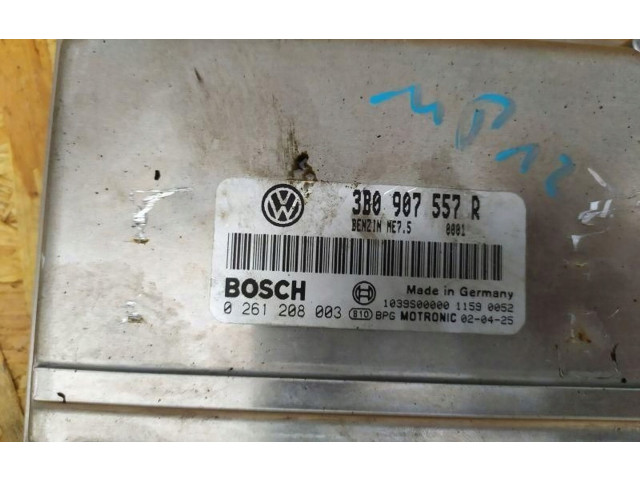 3B0 907 557 R
BENZIN ME7.5 0001
BOSCH
Made in Germany
0 261 208 003
1039S00000 1159 0052
B10 BPG MOTRONIC 02-04-25